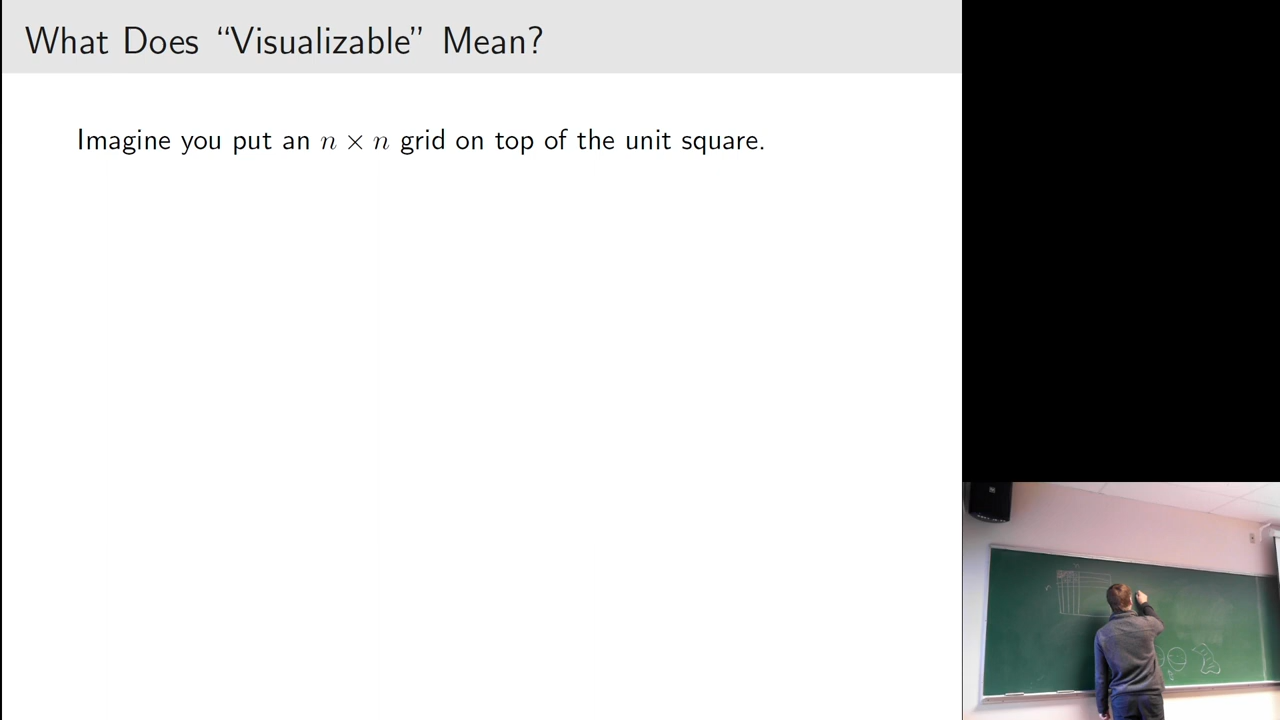 What Does “Visualizable” Mean?
Imagine you put an n × n grid on top of the unit square.